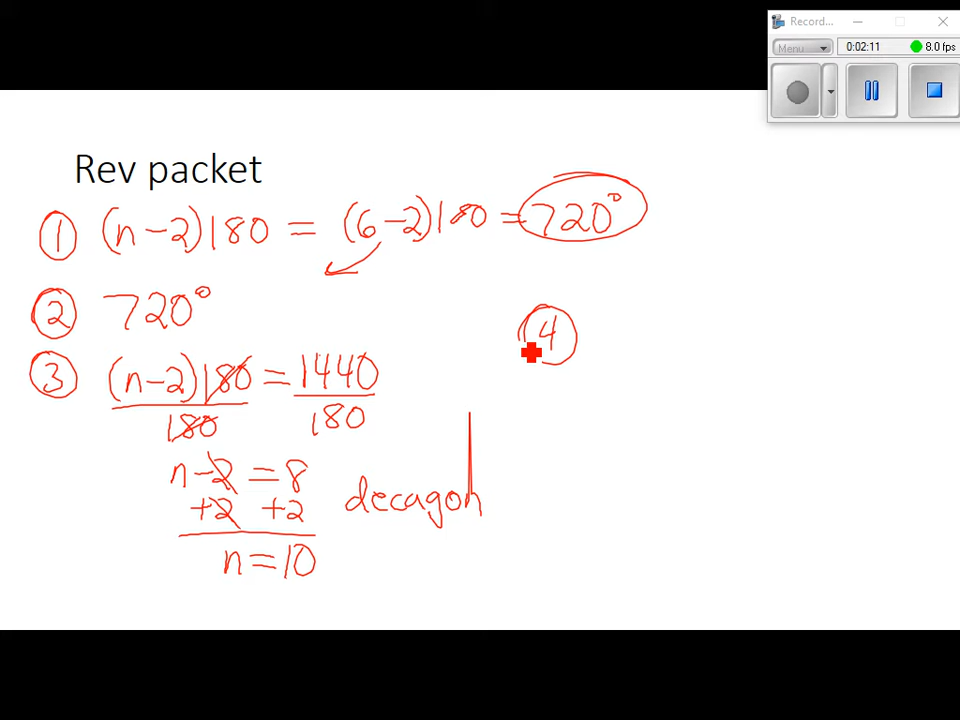 Record...
Menu
0:02:11
8.0 fps
Rev packet
1 (n-2)180 = (6-2)180 = 720°
2 720°
4
3 (n-2)180 = 1440
180 180
n-2 = 8
+2 +2
decagon
n = 10